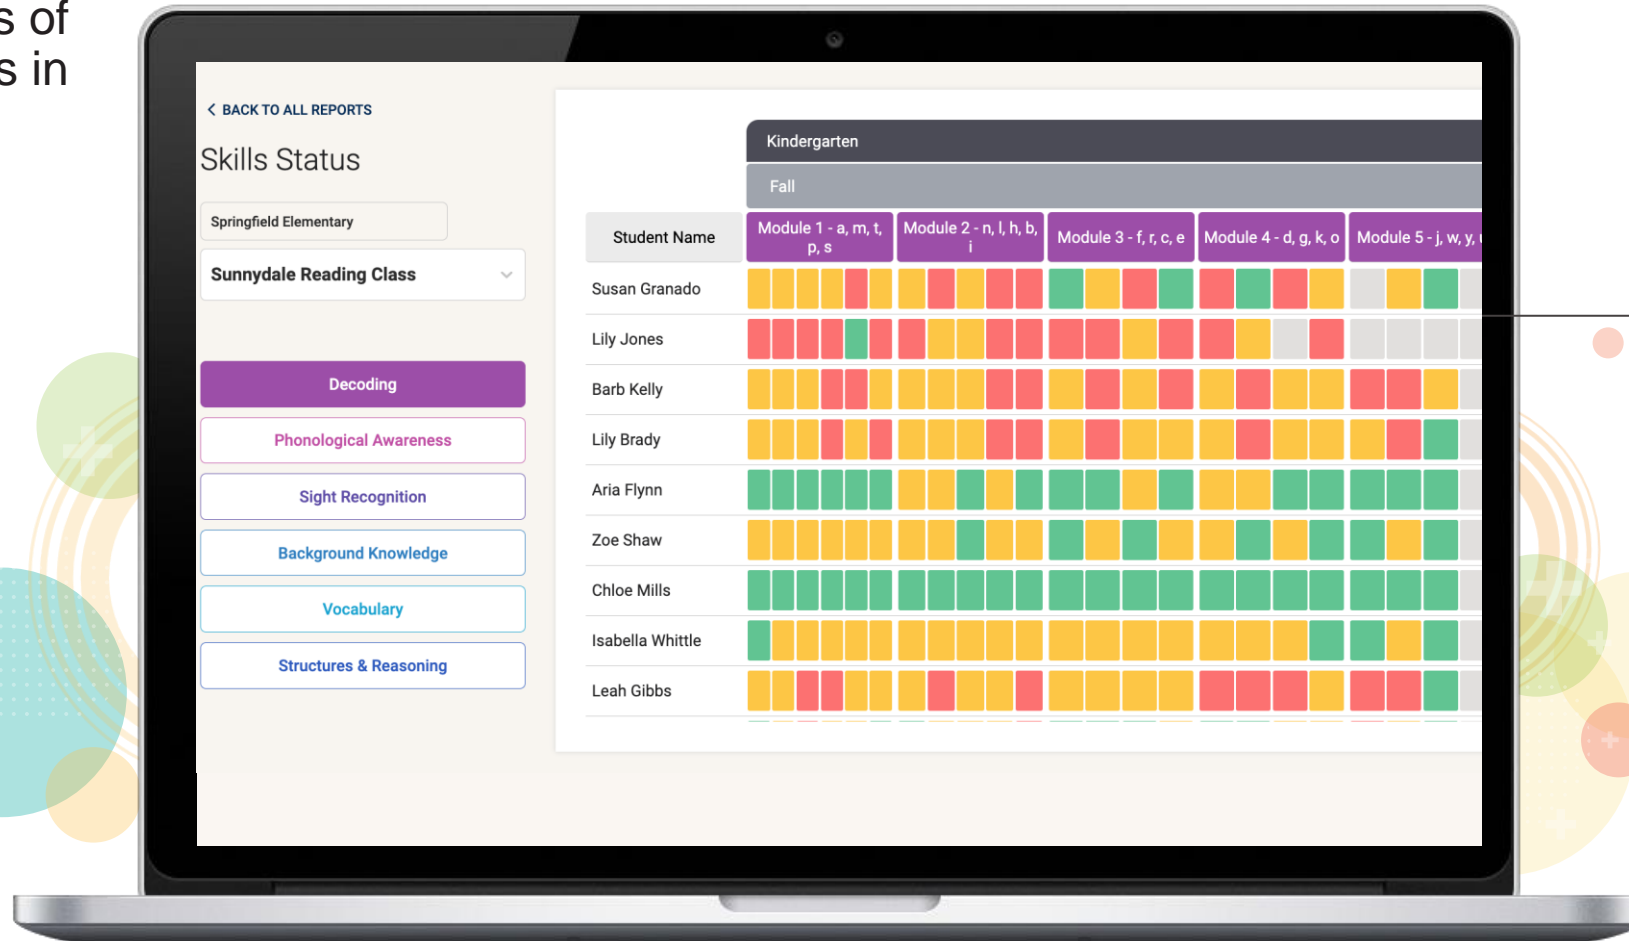 s of
s in
BACK TO ALL REPORTS
Skills Status
Springfield Elementary
Sunnydale Reading Class
Decoding
Phonological Awareness
Sight Recognition
Background Knowledge
Vocabulary
Structures & Reasoning
Kindergarten
Fall
Student Name
Module 1 - a, m, t,
p, s
Module 2 - n, l, h, b,
i
Module 3 - f, r, c, e
Module 4 - d, g, k, o
Module 5 - j, w, y,
Susan Granado
Lily Jones
Barb Kelly
Lily Brady
Aria Flynn
Zoe Shaw
Chloe Mills
Isabella Whittle
Leah Gibbs